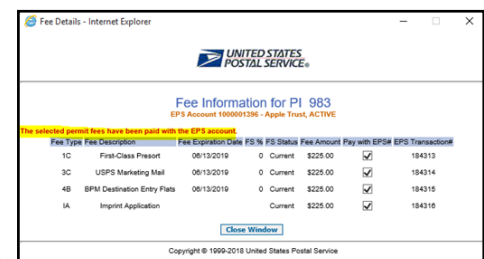 Fee Details - Internet Explorer
UNITED STATES
POSTAL SERVICE®
Fee Information for PI 983
EPS Account 1000001396 - Apple Trust, ACTIVE
The selected permit fees have been paid with the EPS account.
Fee Type Fee Description Fee Expiration Date FS % FS Status Fee Amount Pay with EPS# EPS Transaction#
1C First-Class Presort 06/13/2019 0 Current $225.00 184313
3C USPS Marketing Mail 06/13/2019 0 Current $225.00 184314
4B BPM Destination Entry Flats 06/13/2019 0 Current $225.00 184315
IA Imprint Application Current $225.00 184316
Close Window
Copyright © 1999-2018 United States Postal Service